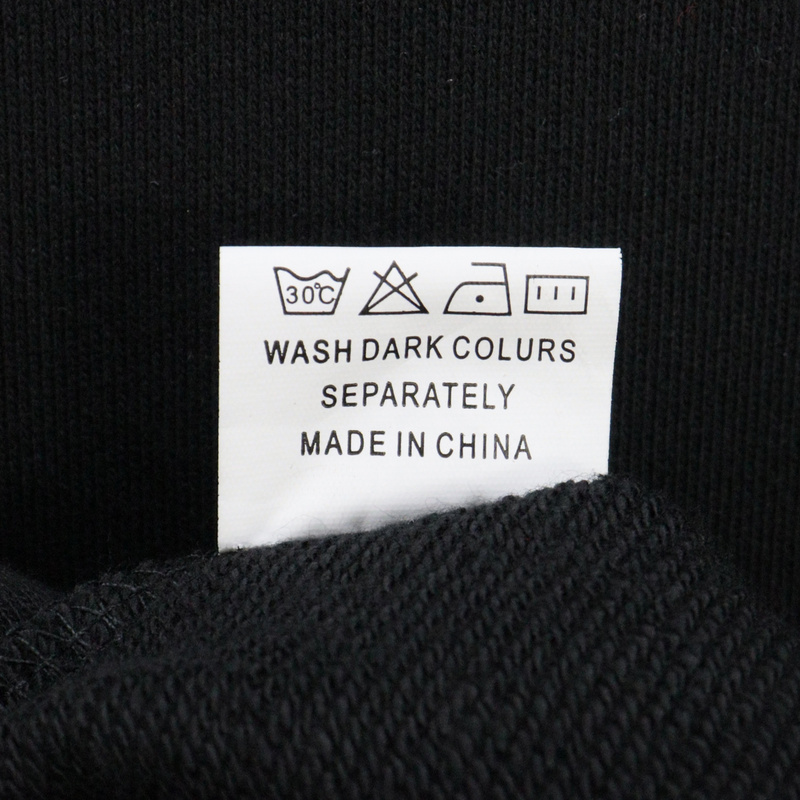 30℃
WASH DARK COLURS
SEPARATELY
MADE IN CHINA